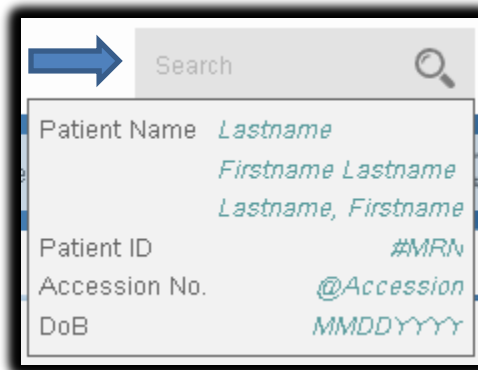 Search
Patient Name Lastname
Firstname Lastname
Lastname, Firstname
Patient ID #MRN
Accession No. @Accession
DoB MMDDYYYY